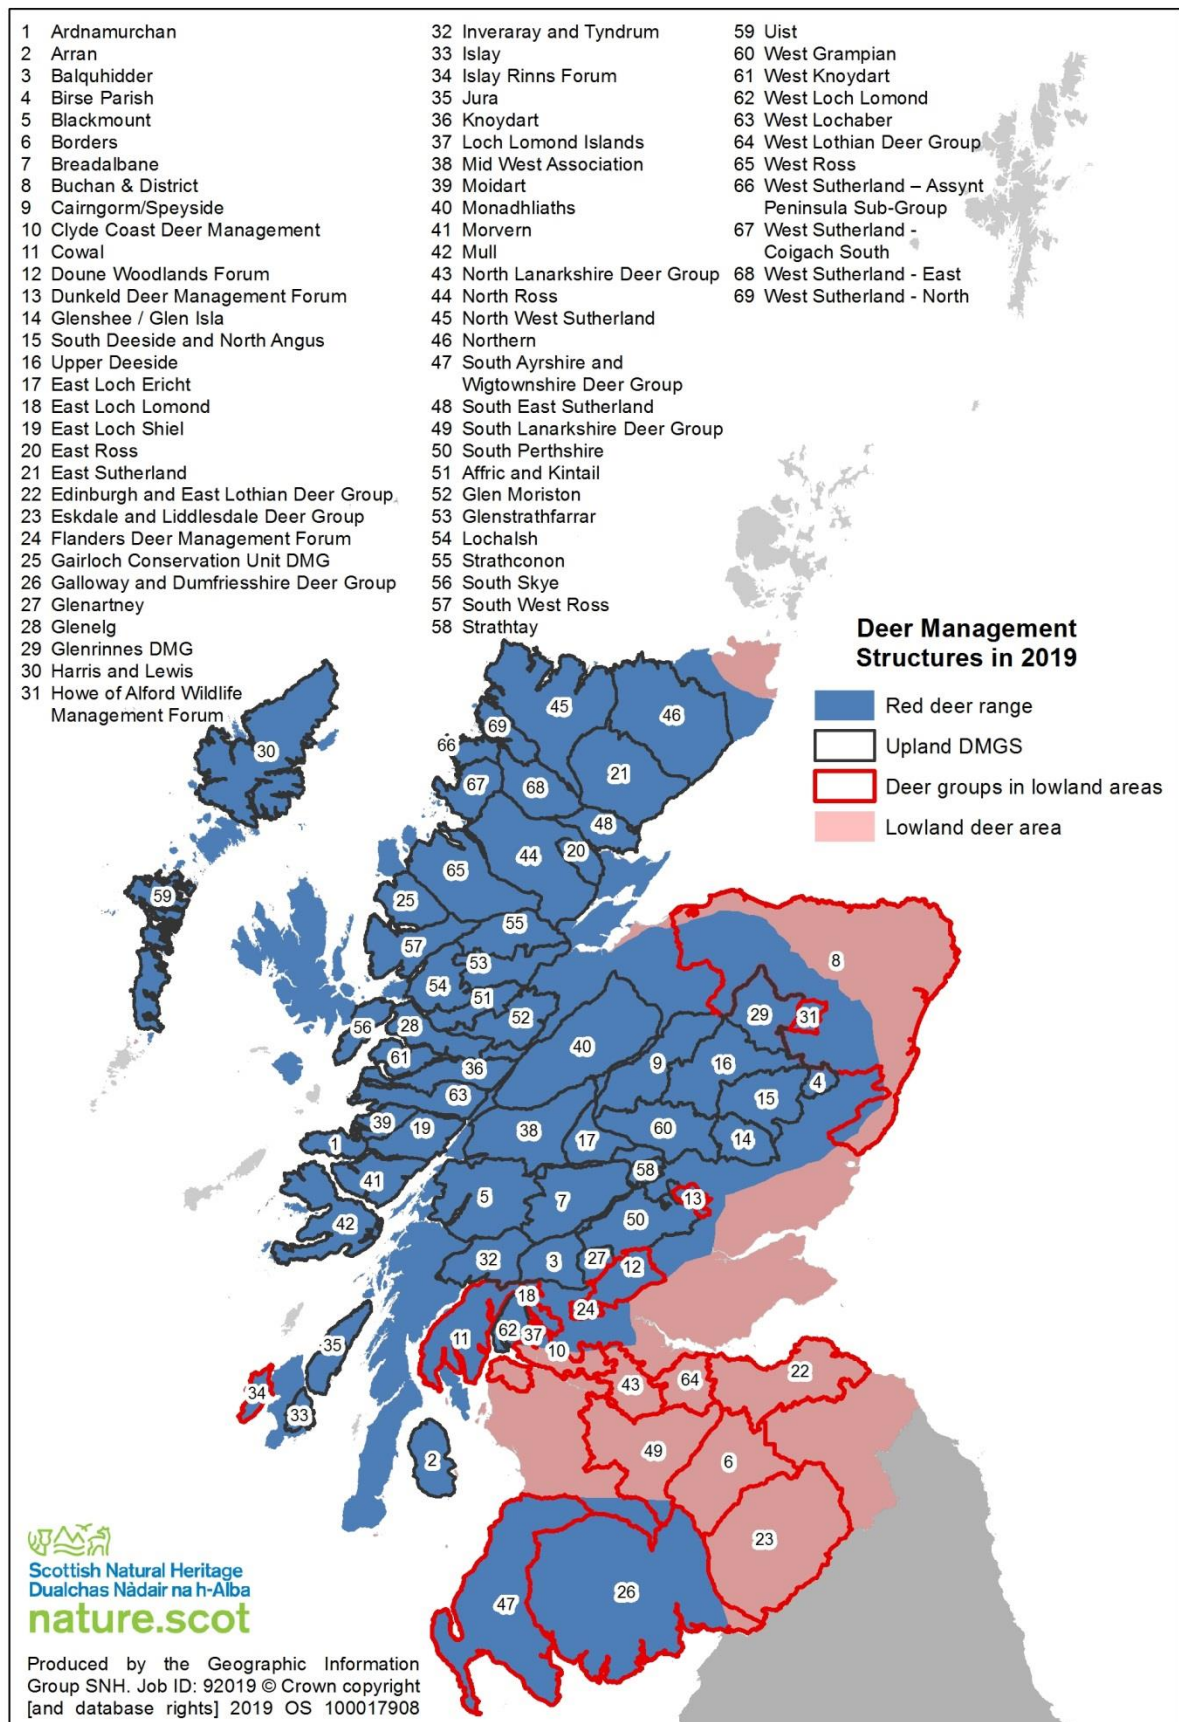 1 Ardnamurchan
2 Arran
3 Balquhidder
4 Birse Parish
5 Blackmount
6 Borders
7 Breadalbane
8 Buchan & District
9 Cairngorm/Speyside
10 Clyde Coast Deer Management
11 Cowal
12 Doune Woodlands Forum
13 Dunkeld Deer Management Forum
14 Glenshee / Glen Isla
15 South Deeside and North Angus
16 Upper Deeside
17 East Loch Ericht
18 East Loch Lomond
19 East Loch Shiel
20 East Ross
21 East Sutherland
22 Edinburgh and East Lothian Deer Group
23 Eskdale and Liddlesdale Deer Group
24 Flanders Deer Management Forum
25 Gairloch Conservation Unit DMG
26 Galloway and Dumfriesshire Deer Group
27 Glenartney
28 Glenelg
29 Glenrinnes DMG
30 Harris and Lewis
31 Howe of Alford Wildlife
Management Forum
32 Inveraray and Tyndrum
33 Islay
34 Islay Rinns Forum
35 Jura
36 Knoydart
37 Loch Lomond Islands
38 Mid West Association
39 Moidart
40 Monadhliaths
41 Morvern
42 Mull
43 North Lanarkshire Deer Group
44 North Ross
45 North West Sutherland
46 Northern
47 South Ayrshire and
Wigtownshire Deer Group
48 South East Sutherland
49 South Lanarkshire Deer Group
50 South Perthshire
51 Affric and Kintail
52 Glen Moriston
53 Glenstrathfarrar
54 Lochalsh
55 Strathconon
56 South Skye
57 South West Ross
58 Strathtay
59 Uist
60 West Grampian
61 West Knoydart
62 West Loch Lomond
63 West Lochaber
64 West Lothian Deer Group
65 West Ross
66 West Sutherland – Assynt
Peninsula Sub-Group
67 West Sutherland -
Coigach South
68 West Sutherland - East
69 West Sutherland - North
Deer Management
Structures in 2019
Red deer range
Upland DMGS
Deer groups in lowland areas
Lowland deer area
45
46
69
66
30
21
67
68
48
20
44
65
59
25
55
57
8
53
54
51
29
31
52
56
28
40
61
9
16
36
4
63
15
39
19
38
60
14
1
17
58
41
5
7
13
50
42
32
3
27
12
18
24
62
37
11
35
10
22
64
43
34
33
49
2
6
23
26
47
Scottish Natural Heritage
Dualchas Nàdair na h-Alba
nature.scot
Produced by the Geographic Information
Group SNH. Job ID: 92019 © Crown copyright
[and database rights] 2019 OS 100017908